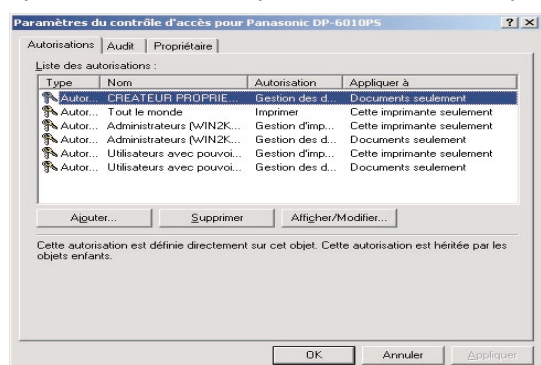 Paramètres du contrôle d'accès pour Panasonic DP-6010PS
Autorisations Audit Propriétaire
Liste des autorisations :
Type Nom Autorisation Appliquer à
Autor... CREATEUR PROPRIE... Gestion des d... Documents seulement
Autor... Tout le monde Imprimer Cette imprimante seulement
Autor... Administrateurs (WIN2K... Gestion d'imp... Cette imprimante seulement
Autor... Administrateurs (WIN2K... Gestion des d... Documents seulement
Autor... Utilisateurs avec pouvoi... Gestion d'imp... Cette imprimante seulement
Autor... Utilisateurs avec pouvoi... Gestion des d... Documents seulement
Ajouter... Supprimer Afficher/Modifier...
Cette autorisation est définie directement sur cet objet. Cette autorisation est héritée par les
objets enfants.
OK Annuler Appliquer